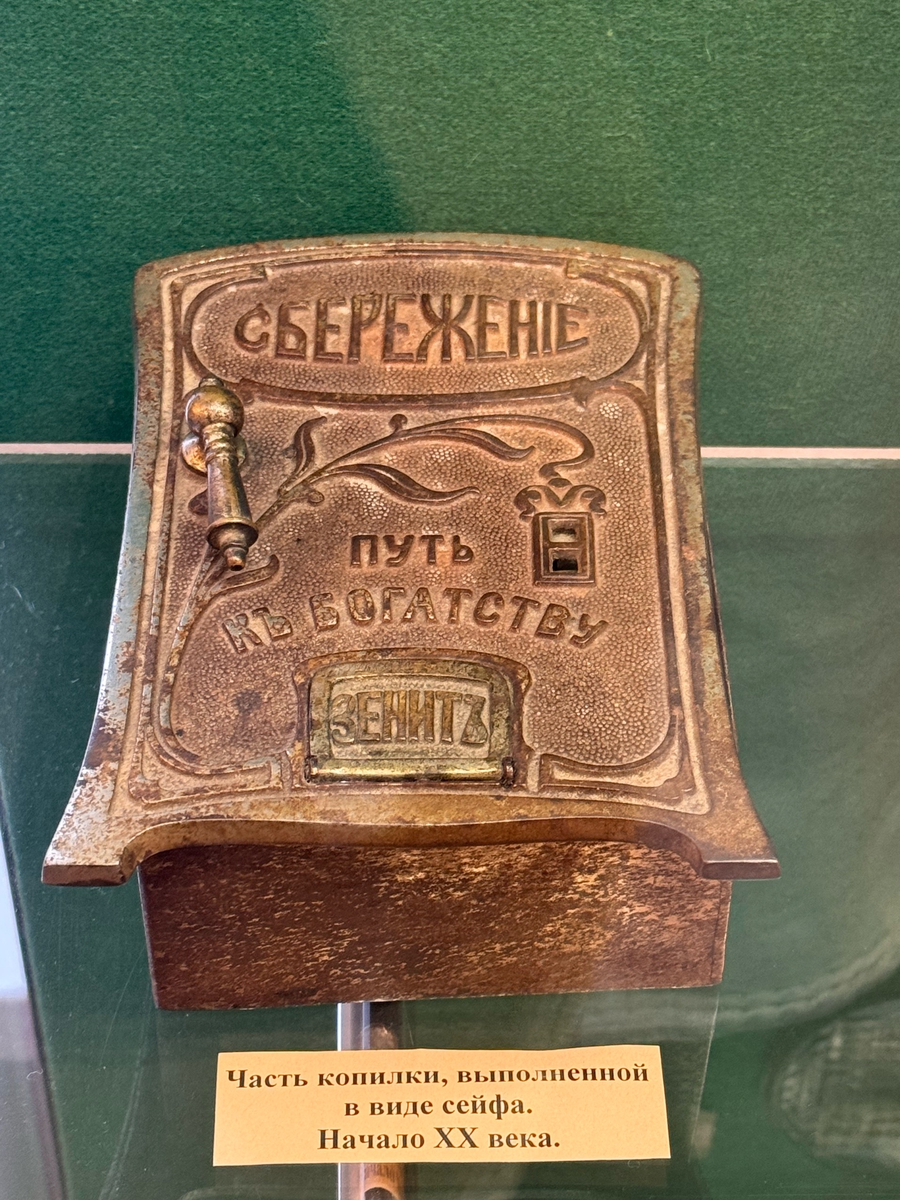 СБЕРЕЖЕНІЕ
ПУТЬ
КЪ БОГАТСТВУ
ЗЕНИТЪ
Часть копилки, выполненной
в виде сейфа.
Начало XX века.